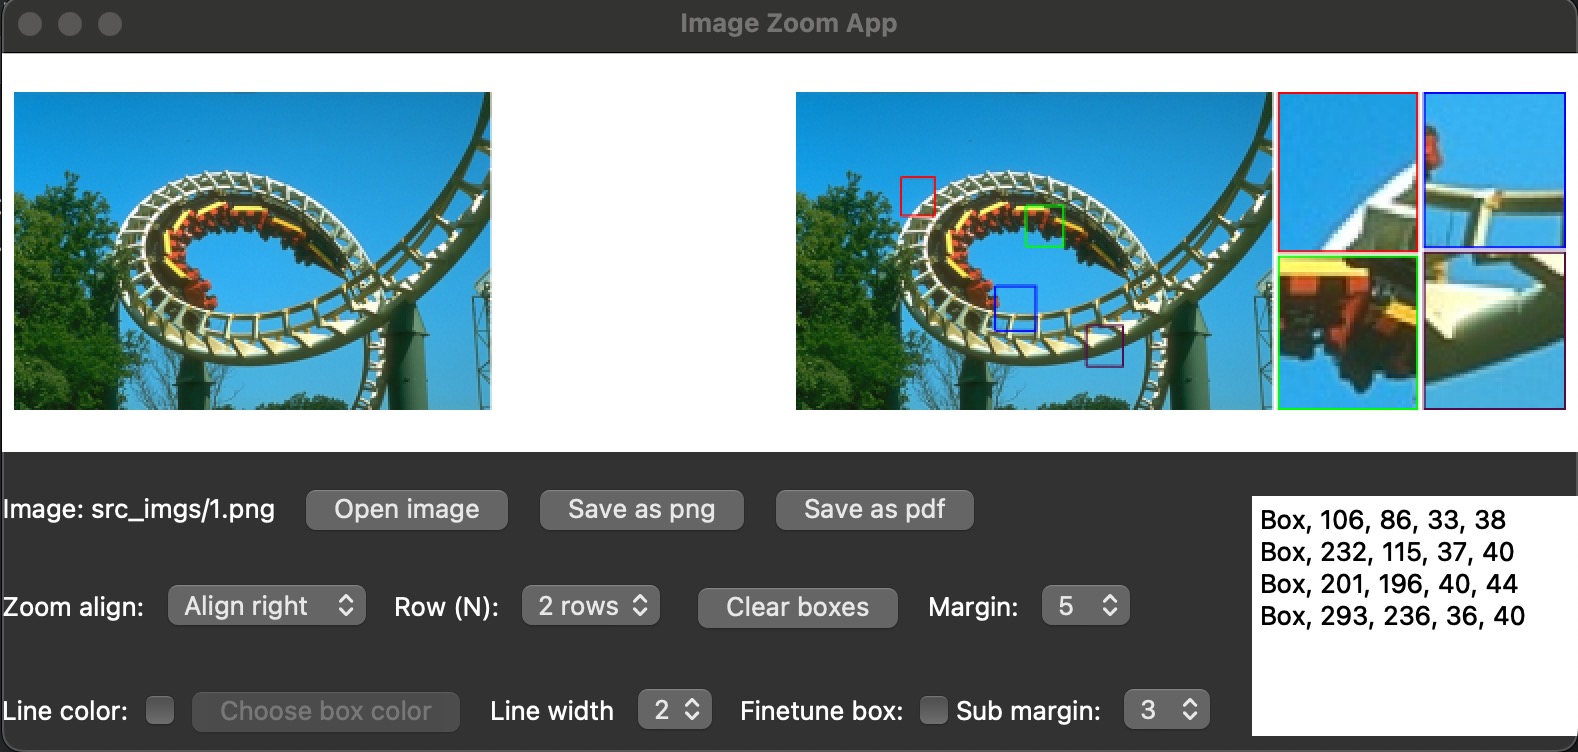 Image Zoom App
Image: src_imgs/1.png Open image Save as png Save as pdf
Zoom align: Align right Row (N): 2 rows Clear boxes Margin: 5
Line color: Choose box color Line width 2 Finetune box: Sub margin: 3
Box, 106, 86, 33, 38
Box, 232, 115, 37, 40
Box, 201, 196, 40, 44
Box, 293, 236, 36, 40